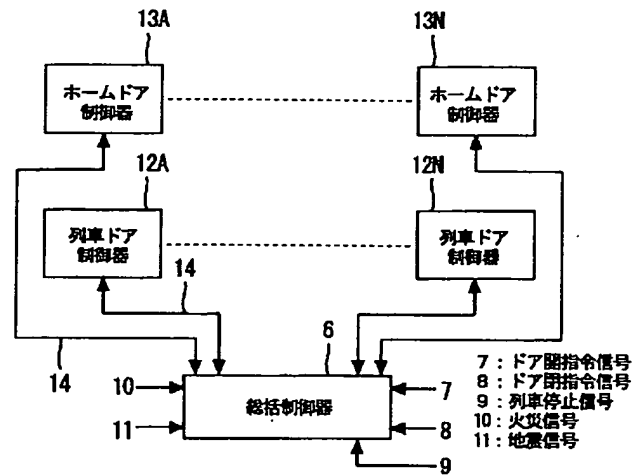 13A
13N
ホームドア
制御器
ホームドア
制御器
12A
12N
列車ドア
制御器
列車ドア
制御器
14
14
6
総括制御器
10
11
7
8
9
7：ドア開指令信号
8：ドア閉指令信号
9：列車停止信号
10：火災信号
11：地震信号